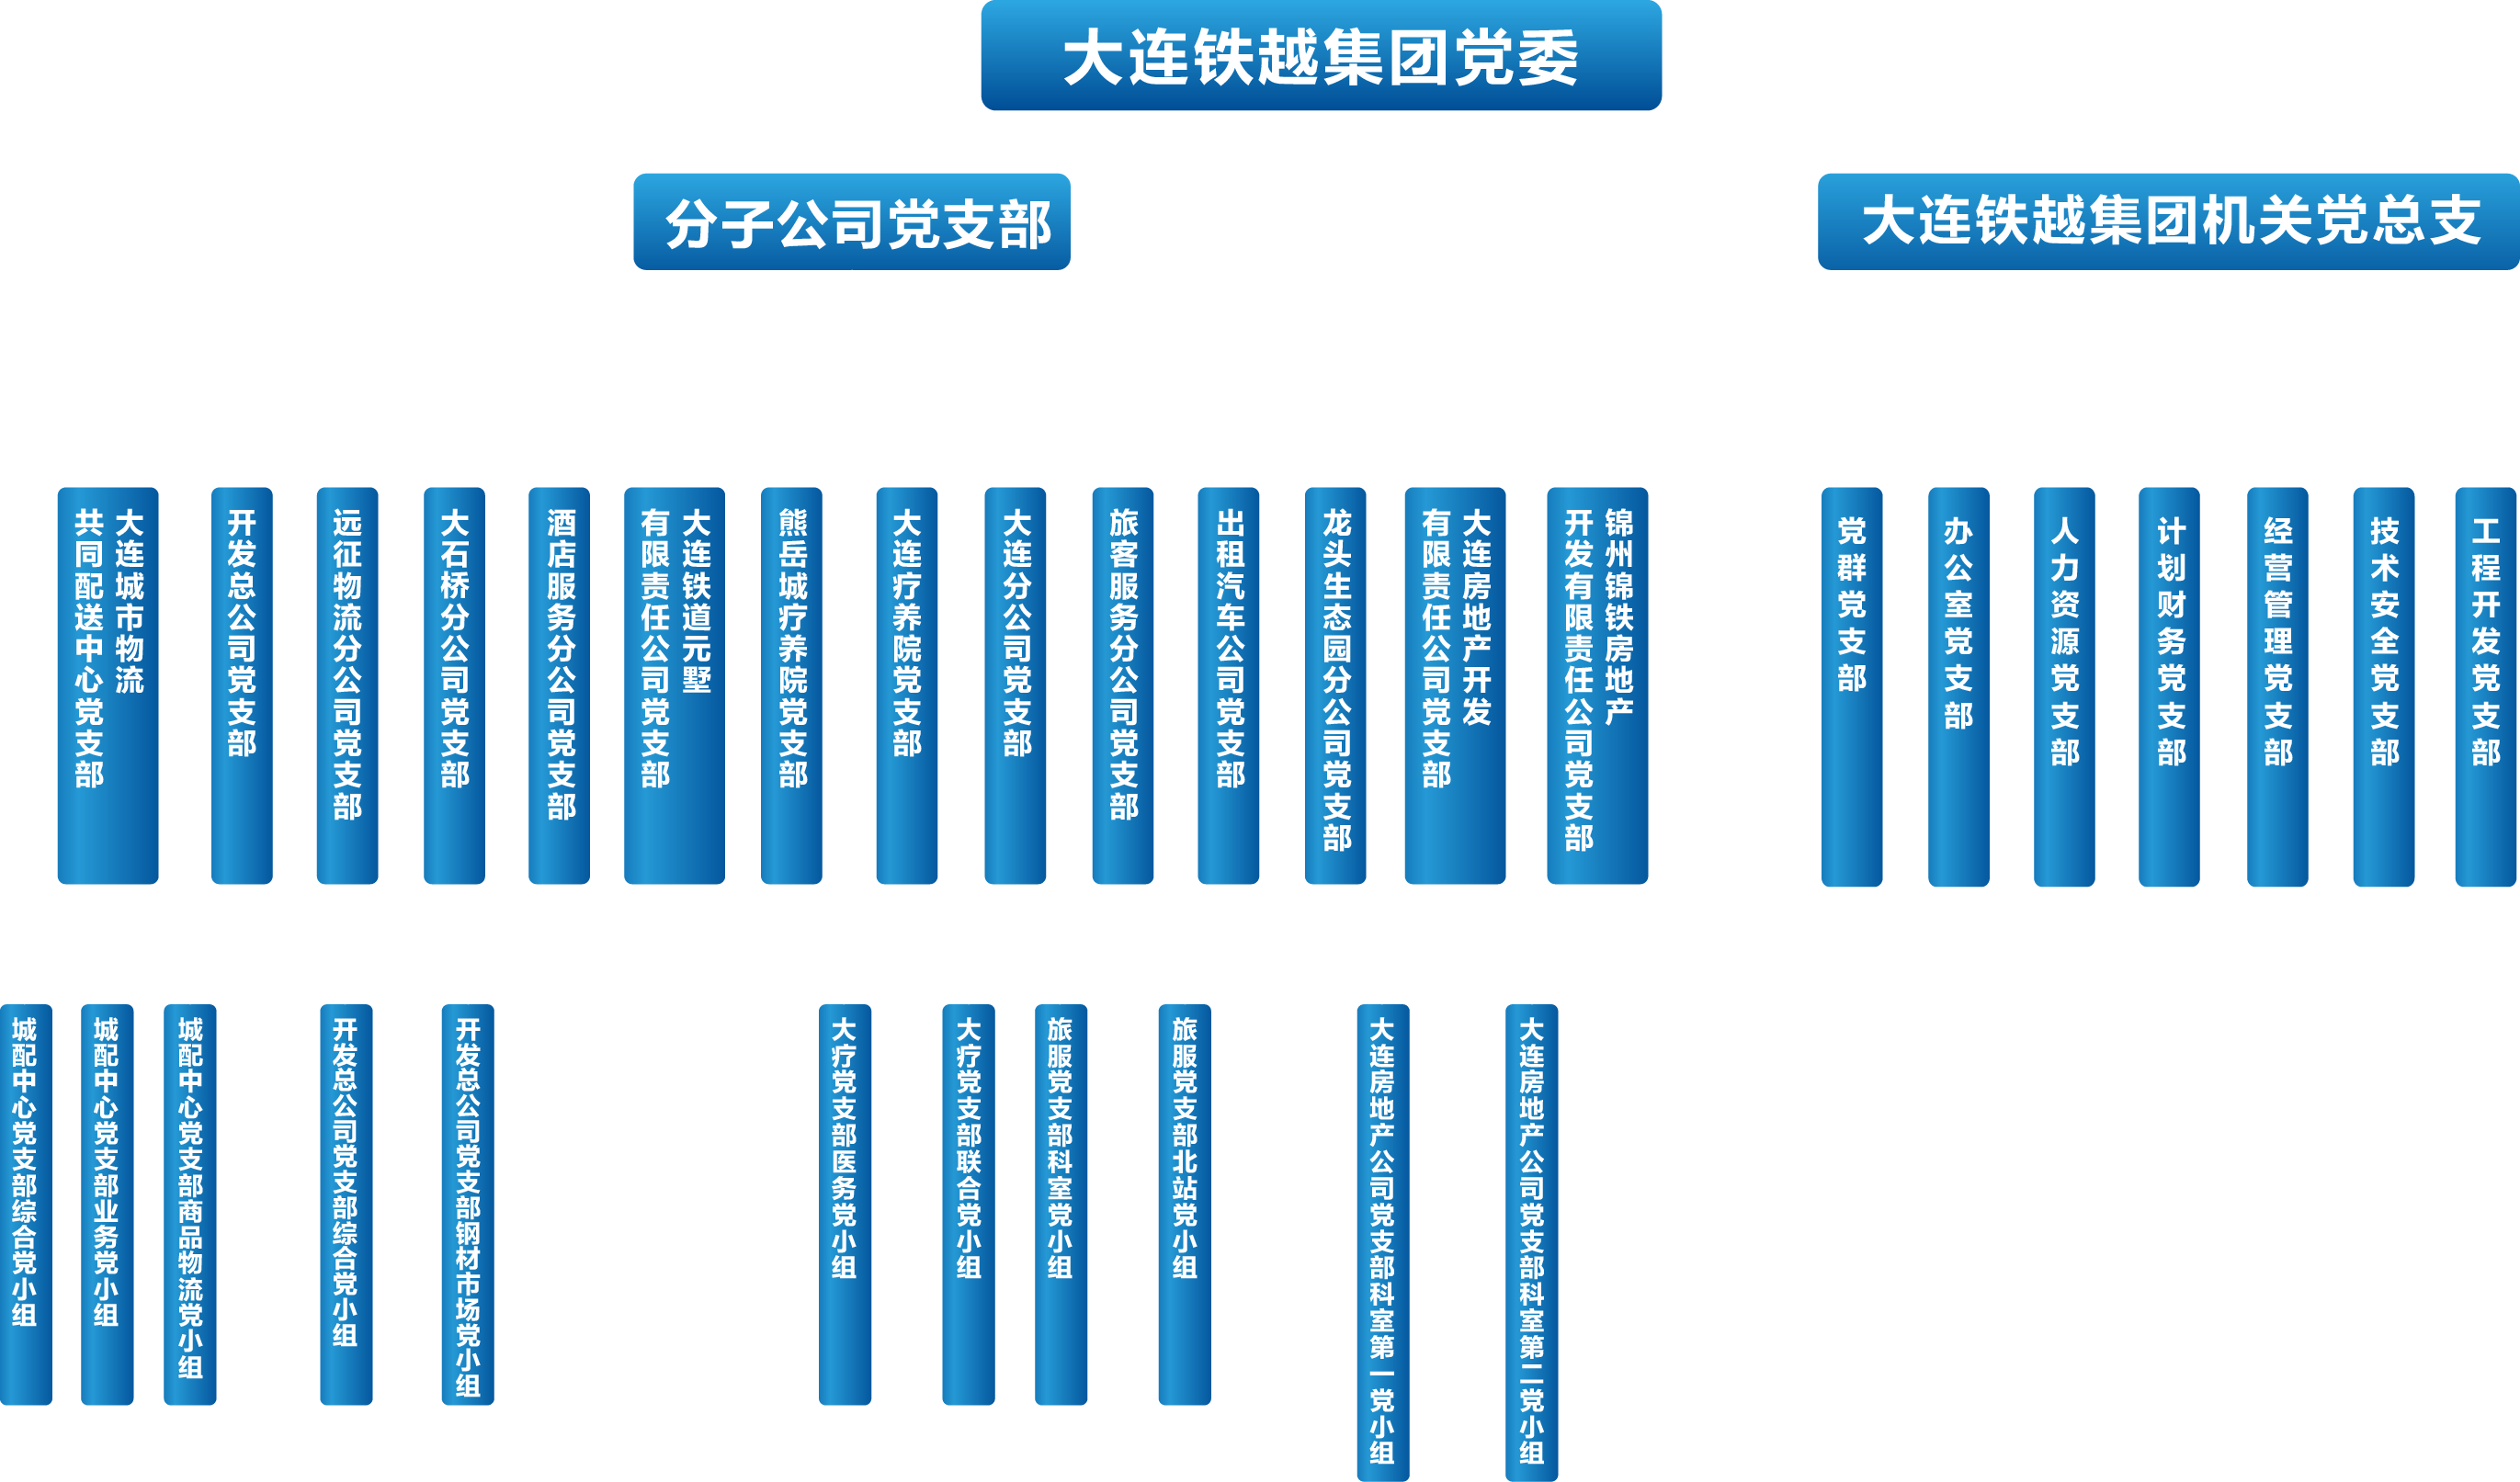 大连铁越集团党委
分子公司党支部
大连铁越集团机关党总支
大连城市物流
共同配送中心党支部
开发总公司党支部
远征物流分公司党支部
大石桥分公司党支部
酒店服务分公司党支部
大连铁道元墅
有限责任公司党支部
熊岳城疗养院党支部
大连疗养院党支部
大连分公司党支部
旅客服务分公司党支部
出租汽车公司党支部
龙头生态园分公司党支部
大连房地产开发
有限责任公司党支部
锦州锦铁房地产
开发有限责任公司党支部
党群党支部
办公室党支部
人力资源党支部
计划财务党支部
经营管理党支部
技术安全党支部
工程开发党支部
城配中心党支部综合党小组
城配中心党支部业务党小组
城配中心党支部商品物流党小组
开发总公司党支部综合党小组
开发总公司党支部钢材市场党小组
大疗党支部医务党小组
大疗党支部联合党小组
旅服党支部科室党小组
旅服党支部北站党小组
大连房地产公司党支部科室第一党小组
大连房地产公司党支部科室第二党小组